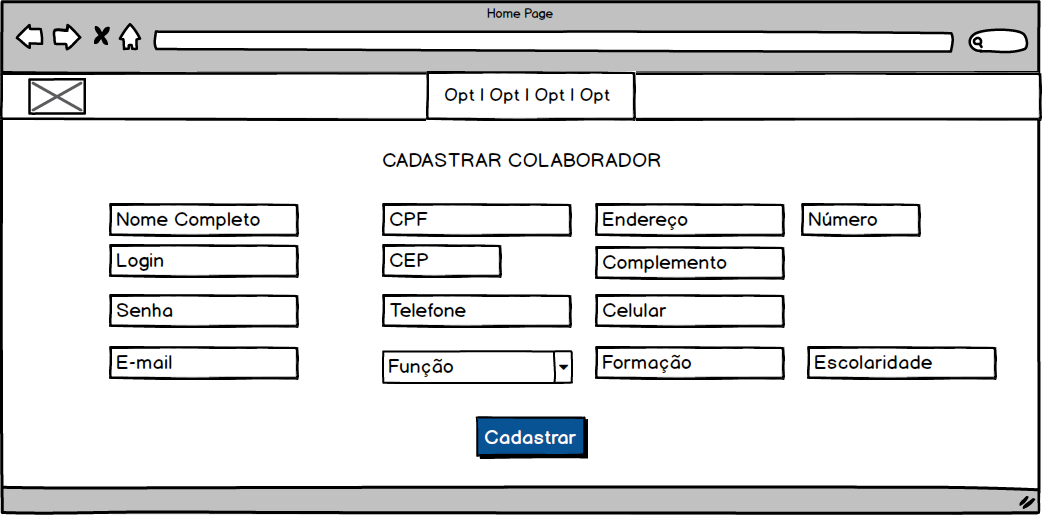 Home Page
Opt | Opt | Opt | Opt
CADASTRAR COLABORADOR
Nome Completo CPF Endereço Número
Login CEP Complemento
Senha Telefone Celular
E-mail Função Formação Escolaridade
Cadastrar